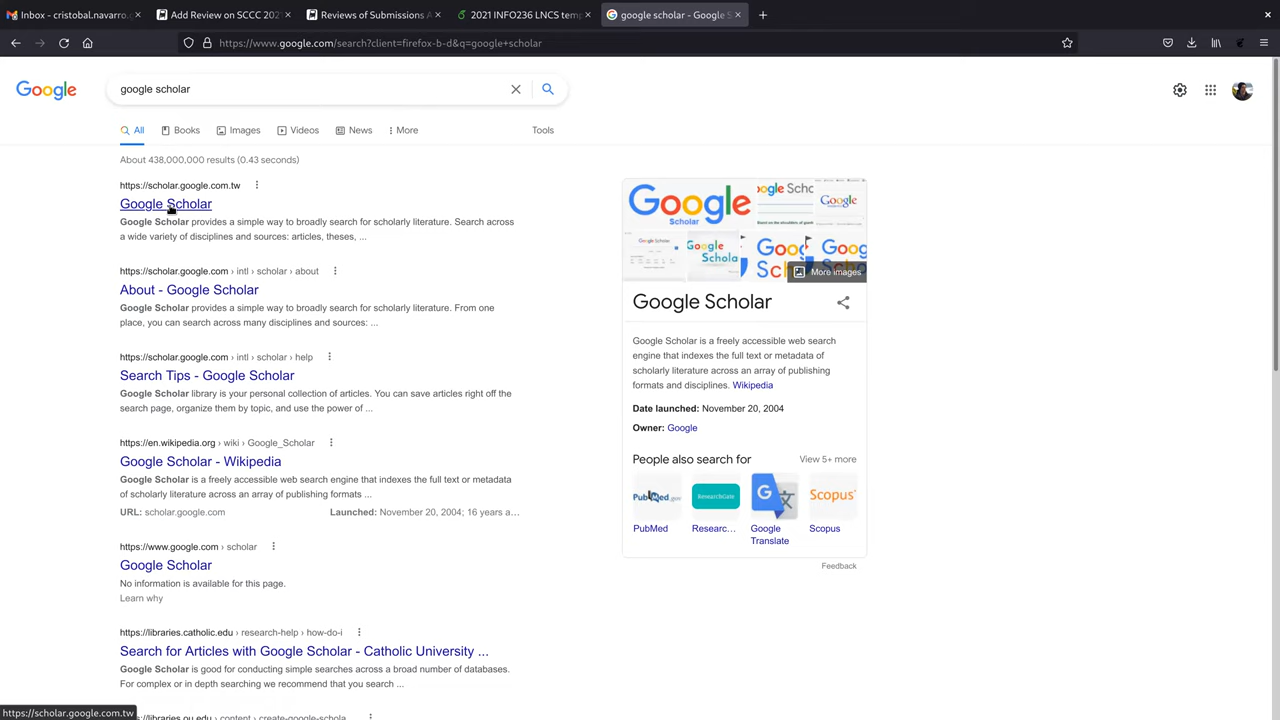 Inbox - cristobal.navarro.g
Add Review on SCCC 2021
Reviews of Submissions A
2021 INFO236 LNCS temp
google scholar - Google S
https://www.google.com/search?client=firefox-b-d&q=google+scholar
Google
google scholar
All
Books
Images
Videos
News
More
Tools
About 438,000,000 results (0.43 seconds)
https://scholar.google.com.tw
Google Scholar
Google Scholar provides a simple way to broadly search for scholarly literature. Search across
a wide variety of disciplines and sources: articles, theses, ...
https://scholar.google.com › intl › scholar › about
About - Google Scholar
Google Scholar provides a simple way to broadly search for scholarly literature. From one
place, you can search across many disciplines and sources: ...
https://scholar.google.com › intl › scholar › help
Search Tips - Google Scholar
Google Scholar library is your personal collection of articles. You can save articles right off the
search page, organize them by topic, and use the power of ...
https://en.wikipedia.org › wiki › Google_Scholar
Google Scholar - Wikipedia
Google Scholar is a freely accessible web search engine that indexes the full text or metadata
of scholarly literature across an array of publishing formats ...
URL: scholar.google.com
Launched: November 20, 2004; 16 years a...
https://www.google.com › scholar
Google Scholar
No information is available for this page.
Learn why
https://libraries.catholic.edu › research-help › how-do-i
Search for Articles with Google Scholar - Catholic University ...
Google Scholar is good for conducting simple searches across a broad number of databases.
For complex or in depth searching we recommend that you search ...
https://libraries.ou.edu › content › create-google-schola...
https://scholar.google.com.tw
Google
Scholar
More images
Google Scholar
Google Scholar is a freely accessible web search
engine that indexes the full text or metadata of
scholarly literature across an array of publishing
formats and disciplines. Wikipedia
Date launched: November 20, 2004
Owner: Google
People also search for
View 5+ more
PubMed.gov
ResearchGate
G
Scopus
PubMed
Researc...
Google
Translate
Scopus
Feedback